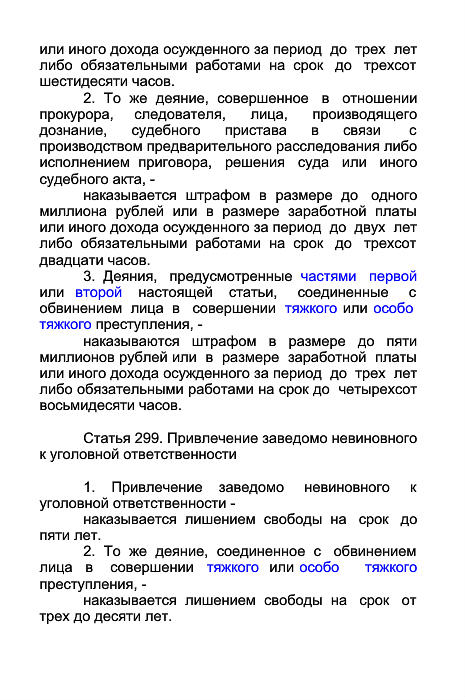 или иного дохода осужденного за период до трех лет
либо обязательными работами на срок до трехсот
шестидесяти часов.
2. То же деяние, совершенное в отношении
прокурора, следователя, лица, производящего
дознание, судебного пристава в связи с
производством предварительного расследования либо
исполнением приговора, решения суда или иного
судебного акта, -
наказывается штрафом в размере до одного
миллиона рублей или в размере заработной платы
или иного дохода осужденного за период до двух лет
либо обязательными работами на срок до трехсот
двадцати часов.
3. Деяния, предусмотренные частями первой
или второй настоящей статьи, соединенные с
обвинением лица в совершении тяжкого или особо
тяжкого преступления, -
наказываются штрафом в размере до пяти
миллионов рублей или в размере заработной платы
или иного дохода осужденного за период до трех лет
либо обязательными работами на срок до четырехсот
восьмидесяти часов.
Статья 299. Привлечение заведомо невиновного
к уголовной ответственности
1. Привлечение заведомо невиновного к
уголовной ответственности -
наказывается лишением свободы на срок до
пяти лет.
2. То же деяние, соединенное с обвинением
лица в совершении тяжкого или особо тяжкого
преступления, -
наказывается лишением свободы на срок от
трех до десяти лет.